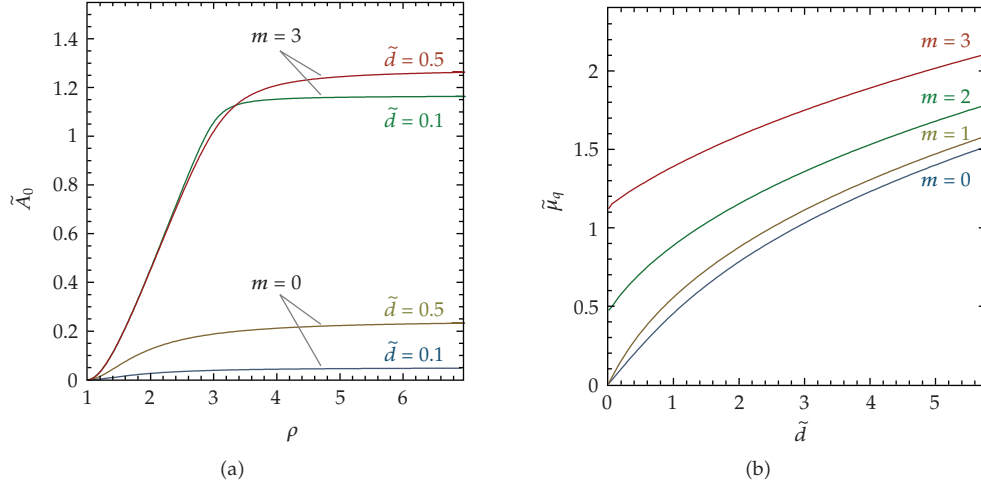 1.4
1.2
1
0.8
0.6
0.4
0.2
0
1 2 3 4 5 6
Ã₀
ρ
m = 3
d̃ = 0.5
d̃ = 0.1
m = 0
d̃ = 0.5
d̃ = 0.1
(a)
2
1.5
1
0.5
0
0 1 2 3 4 5
μ̃_q
d̃
m = 3
m = 2
m = 1
m = 0
(b)